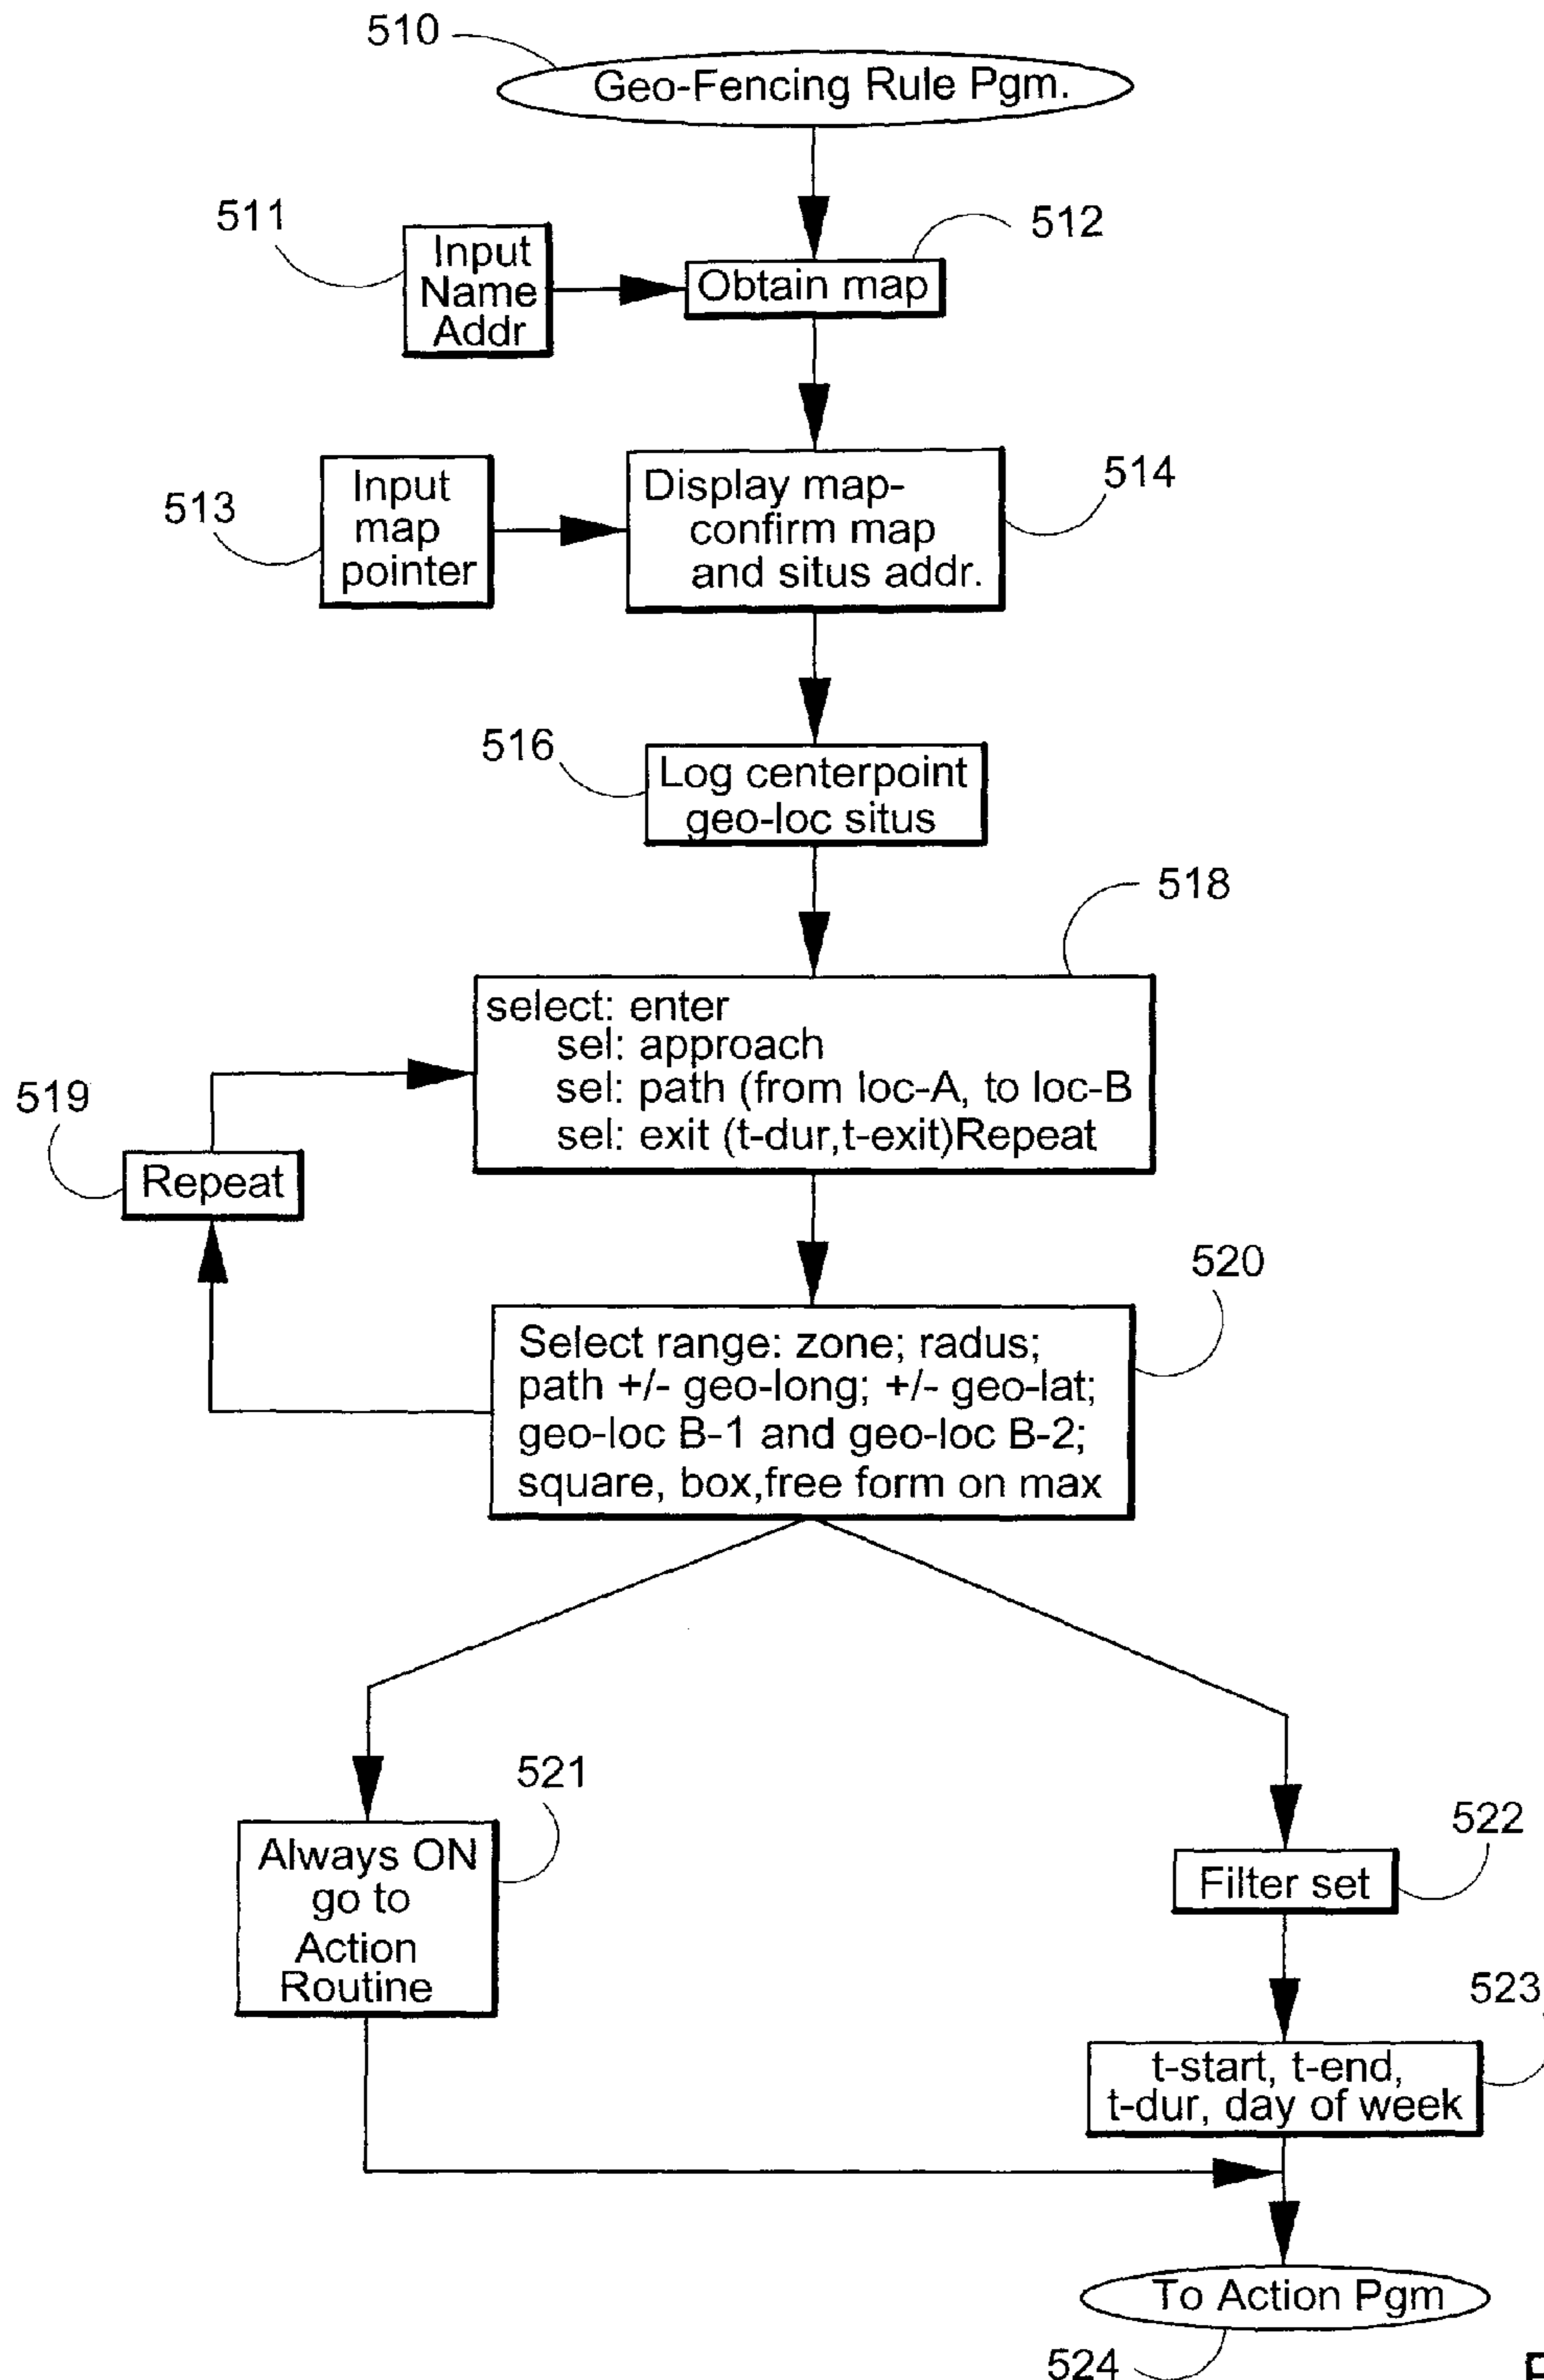 510
Geo-Fencing Rule Pgm.
511
Input
Name
Addr
512
Obtain map
513
Input
map
pointer
Display map-
confirm map
and situs addr.
514
516
Log centerpoint
geo-loc situs
518
select: enter
sel: approach
sel: path (from loc-A, to loc-B
sel: exit (t-dur,t-exit)Repeat
519
Repeat
520
Select range: zone; radus;
path +/- geo-long; +/- geo-lat;
geo-loc B-1 and geo-loc B-2;
square, box,free form on max
521
Always ON
go to
Action
Routine
522
Filter set
523
t-start, t-end,
t-dur, day of week
To Action Pgm
524